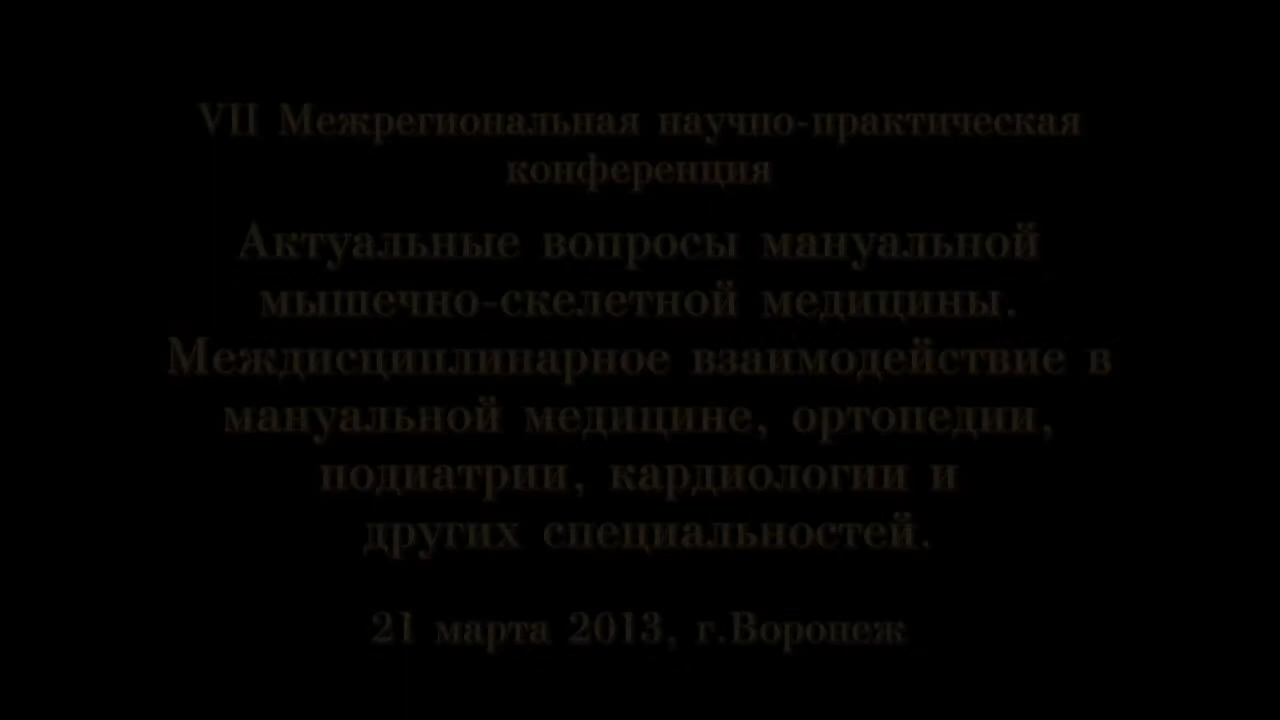 VII Межрегиональная научно-практическая
конференция
Актуальные вопросы мануальной
мышечно-скелетной медицины.
Междисциплинарное взаимодействие в
мануальной медицине, ортопедии,
подиатрии, кардиологии и
других специальностей.
21 марта 2013, г.Воронеж